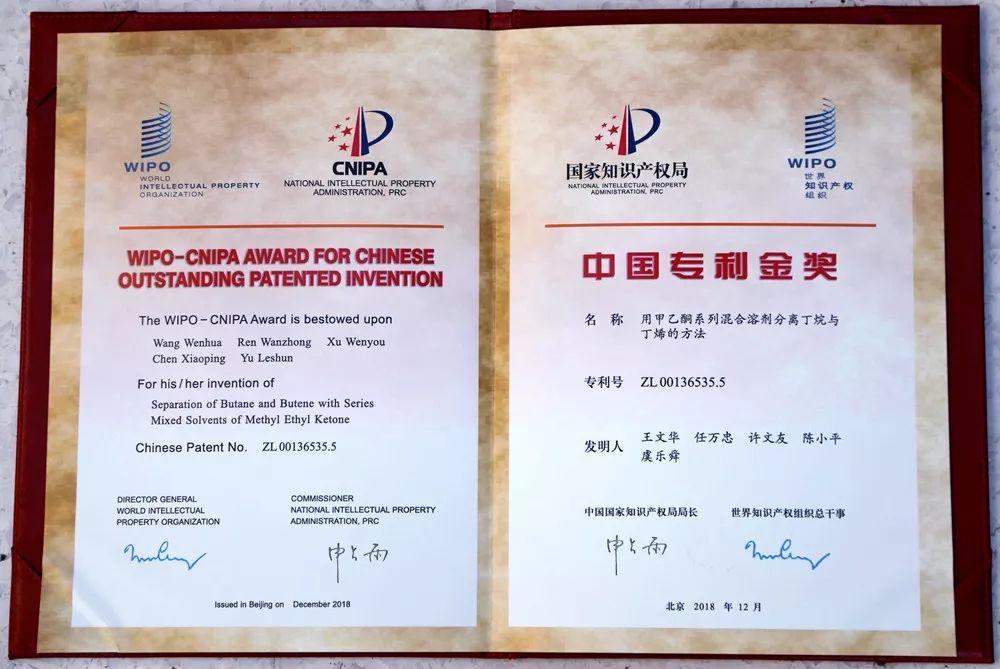 WIPO
WORLD
INTELLECTUAL PROPERTY
ORGANIZATION
CNIPA
NATIONAL INTELLECTUAL PROPERTY
ADMINISTRATION, PRC
WIPO-CNIPA AWARD FOR CHINESE
OUTSTANDING PATENTED INVENTION
The WIPO – CNIPA Award is bestowed upon
Wang Wenhua Ren Wanzhong Xu Wenyou
Chen Xiaoping Yu Leshun
For his / her invention of
Separation of Butane and Butene with Series
Mixed Solvents of Methyl Ethyl Ketone
Chinese Patent No. ZL 00136535.5
DIRECTOR GENERAL
WORLD INTELLECTUAL
PROPERTY ORGANIZATION
COMMISSIONER
NATIONAL INTELLECTUAL PROPERTY
ADMINISTRATION, PRC
申长雨
Issued in Beijing on December 2018
国家知识产权局
NATIONAL INTELLECTUAL PROPERTY
ADMINISTRATION, PRC
WIPO
世界
知识产权
组织
中国专利金奖
名 称 用甲乙酮系列混合溶剂分离丁烷与
丁烯的方法
专利号 ZL 00136535.5
发明人 王文华 任万忠 许文友 陈小平
虞乐舜
中国国家知识产权局局长 世界知识产权组织总干事
申长雨
北京 2018 年 12 月